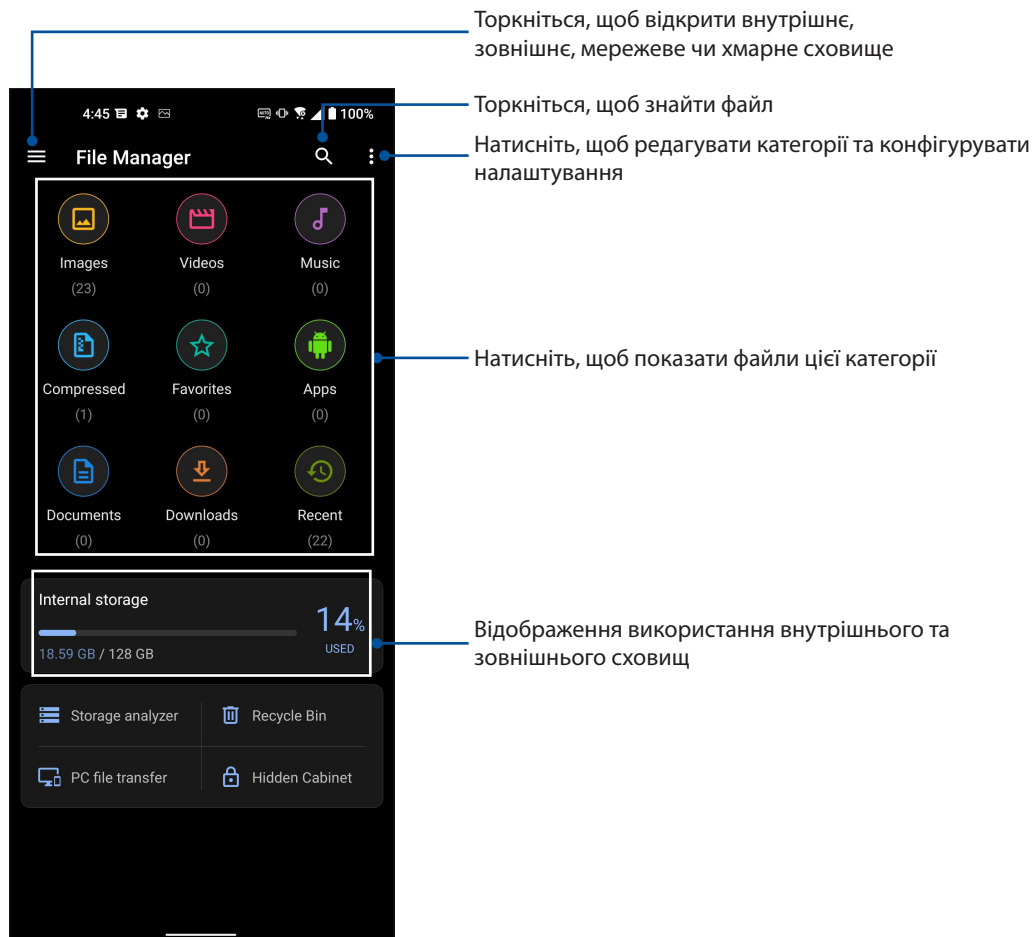 Торкніться, щоб відкрити внутрішнє,
зовнішнє, мережеве чи хмарне сховище
4:45 100%
Торкніться, щоб знайти файл
File Manager
Натисніть, щоб редагувати категорії та конфігурувати
налаштування
Images Videos Music
(23) (0) (0)
Натисніть, щоб показати файли цієї категорії
Compressed Favorites Apps
(1) (0) (0)
Documents Downloads Recent
(0) (0) (22)
Internal storage
14%
USED
18.59 GB / 128 GB
Відображення використання внутрішнього та
зовнішнього сховищ
Storage analyzer Recycle Bin
PC file transfer Hidden Cabinet